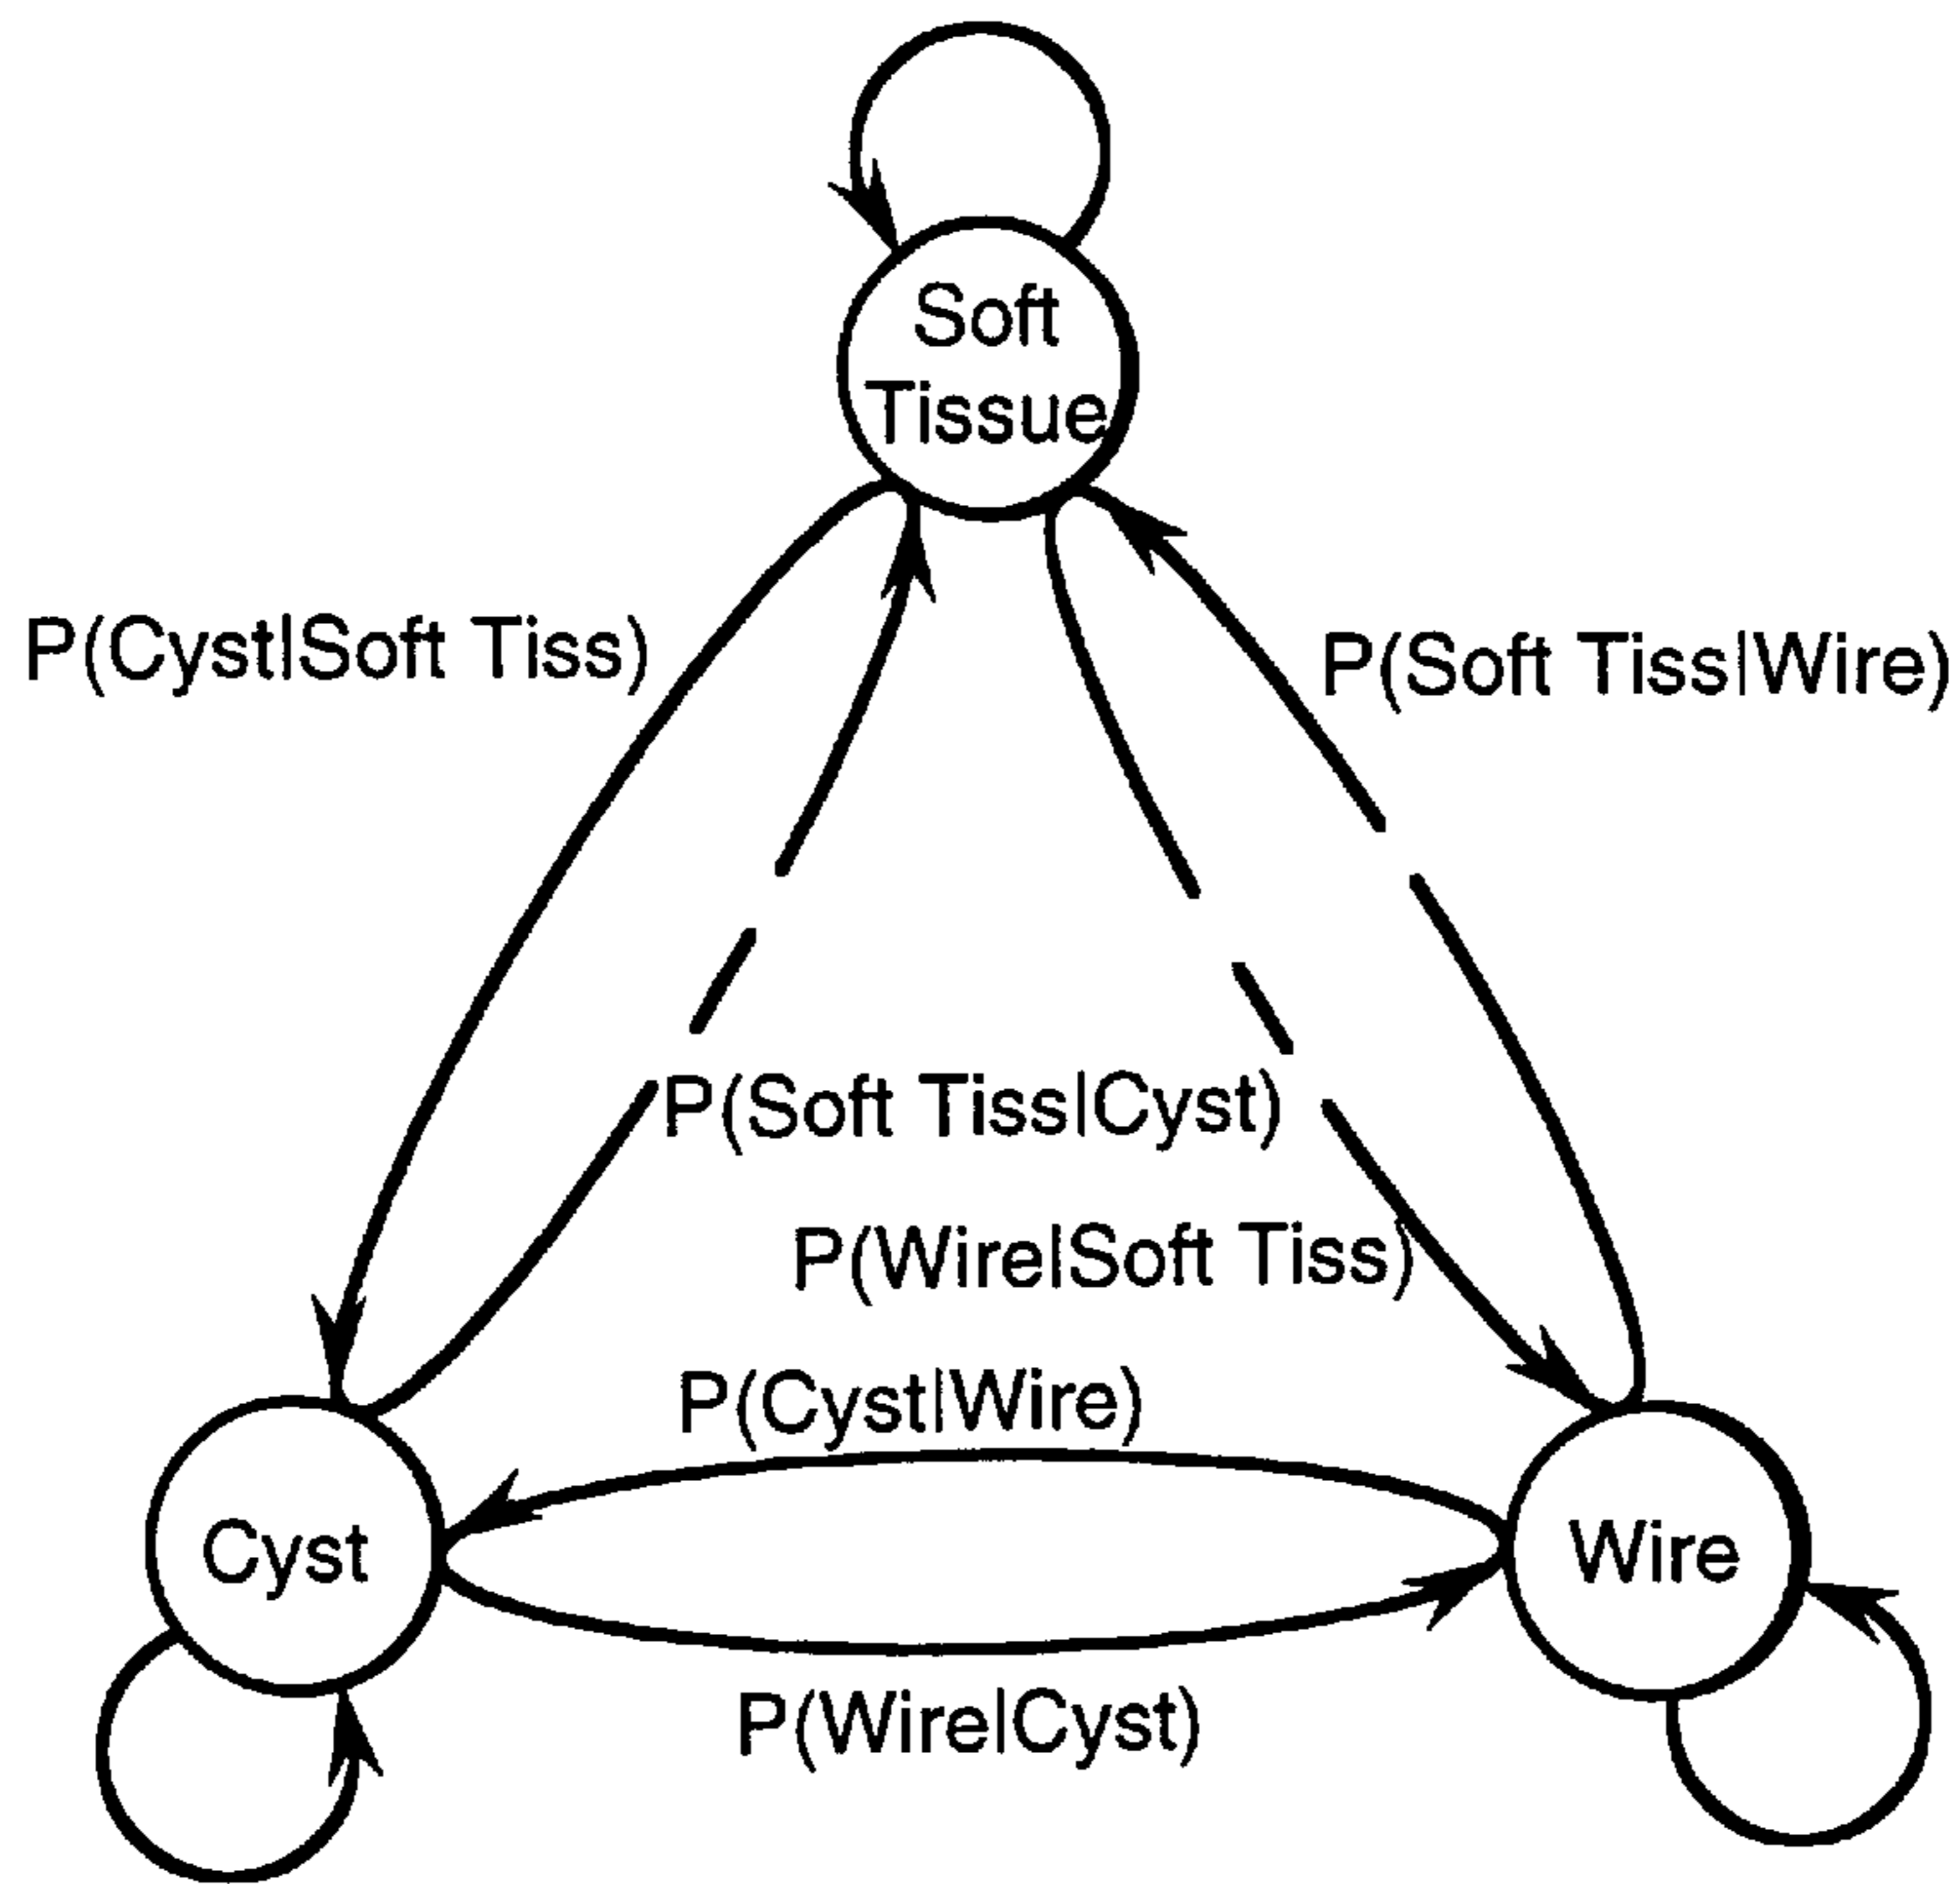 Soft
Tissue
P(Cyst|Soft Tiss)
P(Soft Tiss|Wire)
P(Soft Tiss|Cyst)
P(Wire|Soft Tiss)
P(Cyst|Wire)
Cyst
Wire
P(Wire|Cyst)